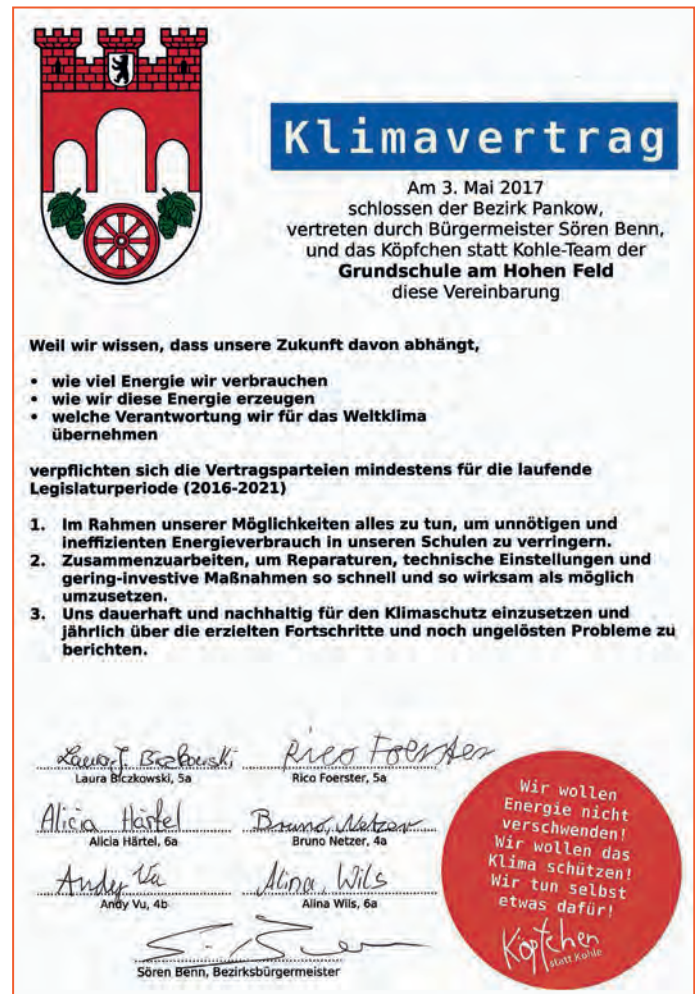 Klimavertrag
Am 3. Mai 2017
schlossen der Bezirk Pankow,
vertreten durch Bürgermeister Sören Benn,
und das Köpfchen statt Kohle-Team der
Grundschule am Hohen Feld
diese Vereinbarung
Weil wir wissen, dass unsere Zukunft davon abhängt,
• wie viel Energie wir verbrauchen
• wie wir diese Energie erzeugen
• welche Verantwortung wir für das Weltklima
übernehmen
verpflichten sich die Vertragsparteien mindestens für die laufende
Legislaturperiode (2016-2021)
1. Im Rahmen unserer Möglichkeiten alles zu tun, um unnötigen und
ineffizienten Energieverbrauch in unseren Schulen zu verringern.
2. Zusammenzuarbeiten, um Reparaturen, technische Einstellungen und
gering-investive Maßnahmen so schnell und so wirksam als möglich
umzusetzen.
3. Uns dauerhaft und nachhaltig für den Klimaschutz einzusetzen und
jährlich über die erzielten Fortschritte und noch ungelösten Probleme zu
berichten.
Rico Foerster
Laura Biczkowski, 5a
Rico Foerster, 5a
Alicia Härtel
Bruno, Netzer
Alicia Härtel, 6a
Bruno Netzer, 4a
Andy Vu
Alina, Wils
Andy Vu, 4b
Alina Wils, 6a
Sören Benn, Bezirksbürgermeister
Wir wollen
Energie nicht
verschwenden!
Wir wollen das
Klima schützen!
Wir tun selbst
etwas dafür!
Köpfchen
statt Kohle